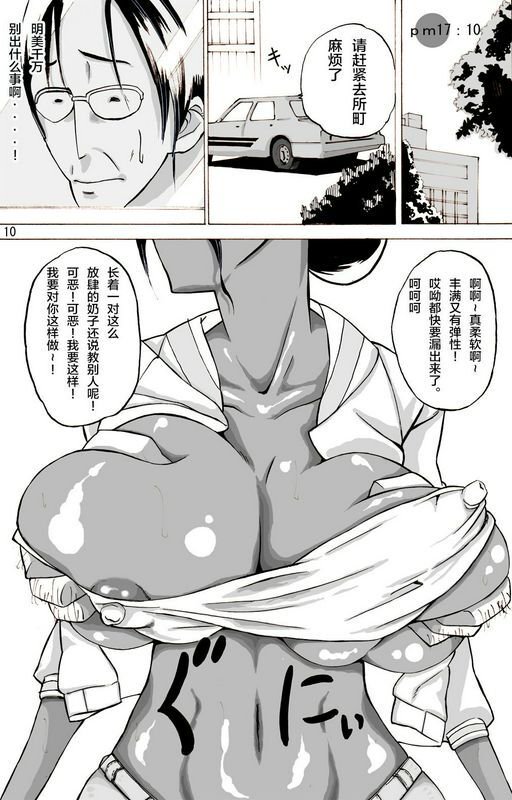 pm17:10
请赶紧去所町
麻烦了
キッ
明美千万
别出什么事啊
・・・・!
10
啊啊~真柔软啊~
丰满又有弹性!
哎呦都快要漏出来了。
呵呵呵
长着一对这么
放肆的奶子还说教别人呢!
可恶!可恶!我要这样!
我要对你这样做~!
ぐ
にぃ